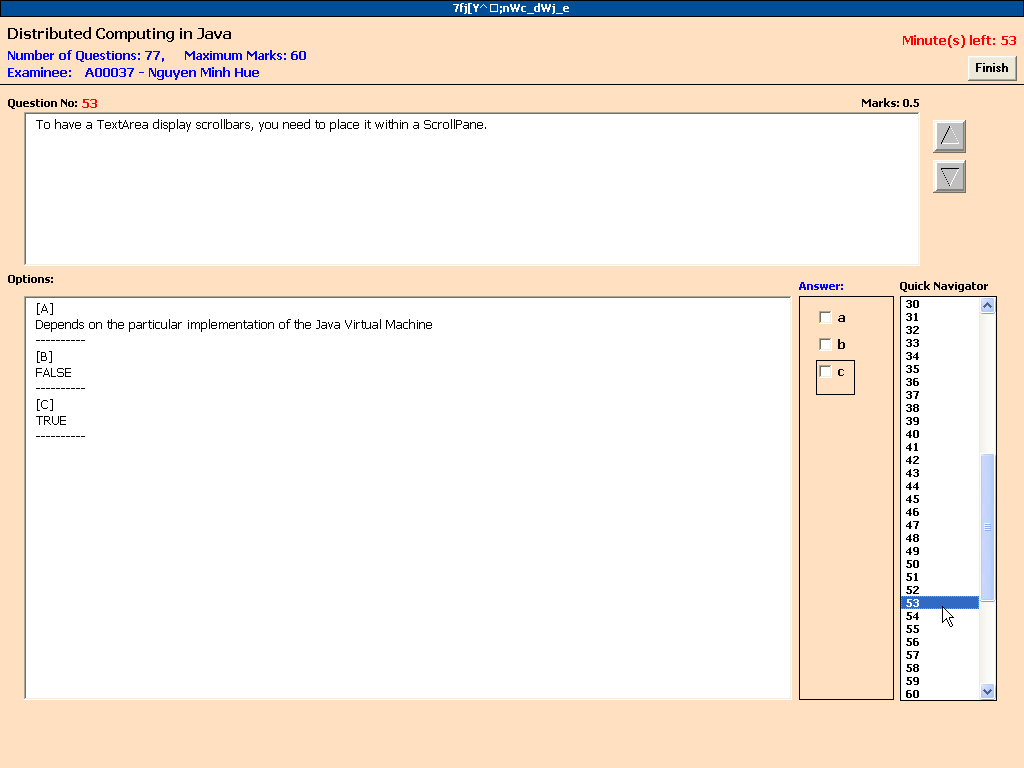 7fj[Y^□;nWc_dWj_e
Distributed Computing in Java
Number of Questions: 77, Maximum Marks: 60
Minute(s) left: 53
Examinee: A00037 - Nguyen Minh Hue
Finish
Question No: 53
Marks: 0.5
To have a TextArea display scrollbars, you need to place it within a ScrollPane.
Options:
[A]
Depends on the particular implementation of the Java Virtual Machine
----------
[B]
FALSE
----------
[C]
TRUE
----------
Answer:
a
b
c
Quick Navigator
30
31
32
33
34
35
36
37
38
39
40
41
42
43
44
45
46
47
48
49
50
51
52
53
54
55
56
57
58
59
60